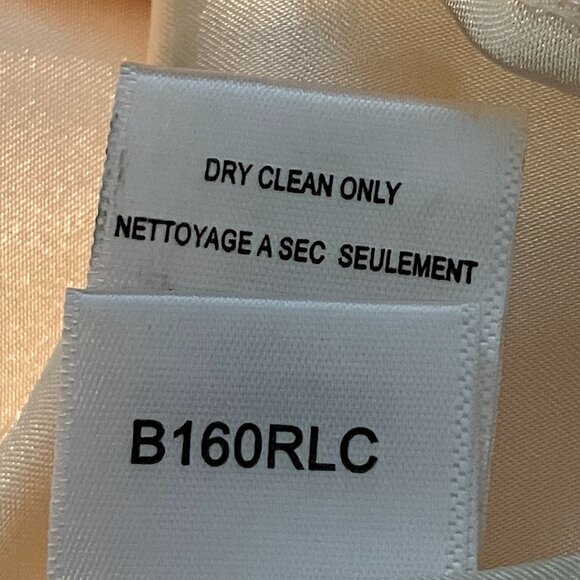 DRY CLEAN ONLY
NETTOYAGE A SEC SEULEMENT
B160RLC